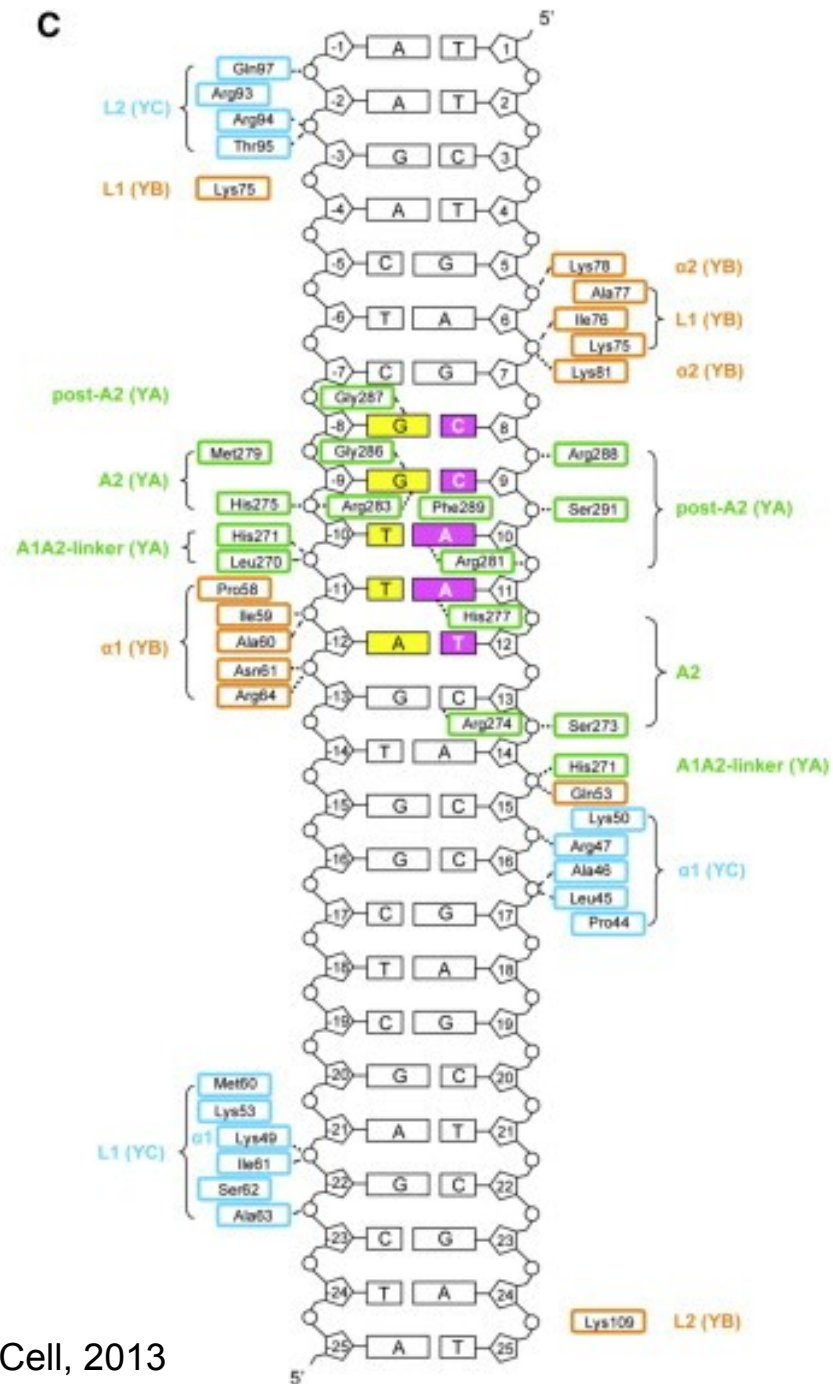 C
5'
-1 A T 1
Gln97
Arg93
L2 (YC)
-2 A T 2
Arg94
Thr95
-3 G C 3
L1 (YB) Lys75
-4 A T 4
-5 C G 5 Lys78 α2 (YB)
Ala77
-6 T A 6 Ile76 L1 (YB)
Lys75
-7 C G 7 Lys81 α2 (YB)
post-A2 (YA) Gly287
-8 G C 8
Met279 Gly286 Arg288
A2 (YA) -9 G C 9
His275 Arg283 Phe289 Ser291 post-A2 (YA)
His271 -10 T A 10
A1A2-linker (YA)
Leu270 Arg281
Pro58 -11 T A 11
Ile59 His277
α1 (YB) Ala60 -12 A T 12
Asn61 A2
Arg64 -13 G C 13
Arg274 Ser273
-14 T A 14
His271 A1A2-linker (YA)
Gln53
-15 G C 15
Lys50
Arg47
-16 G C 16
Ala46 α1 (YC)
Leu45
-17 C G 17
Pro44
-18 T A 18
-19 C G 19
-20 G C 20
Met60
Lys53
-21 A T 21
α1 Lys49
L1 (YC)
Ile61
-22 G C 22
Ser62
Ala63
-23 C G 23
-24 T A 24
Lys109 L2 (YB)
-25 A T 25
Cell, 2013
5'